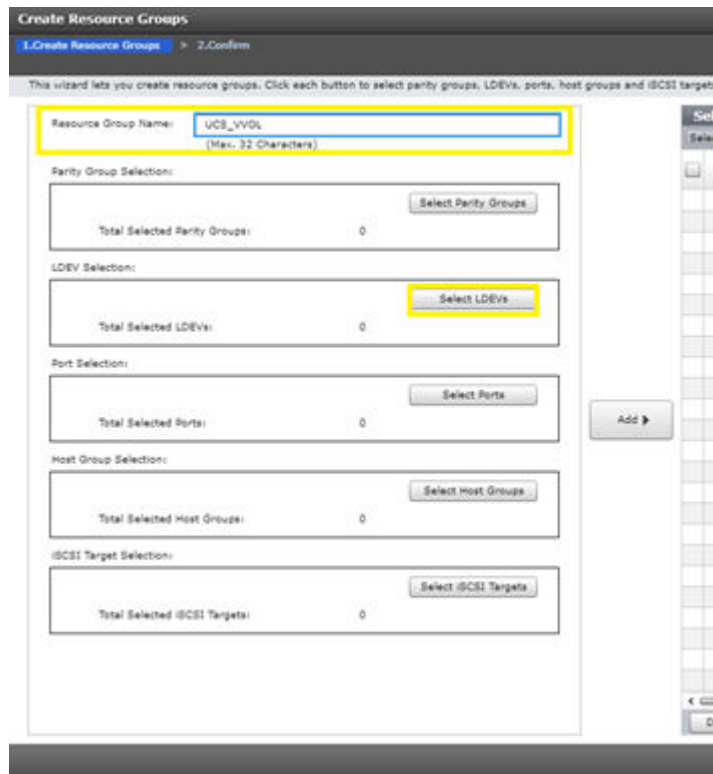 Create Resource Groups
1.Create Resource Groups > 2.Confirm
This wizard lets you create resource groups. Click each button to select parity groups, LDEVs, ports, host groups and iSCSI targets
Resource Group Name: UCS_VVOL
(Max. 32 Characters)
Parity Group Selection:
Select Parity Groups
Total Selected Parity Groups: 0
LDEV Selection:
Select LDEVs
Total Selected LDEVs: 0
Port Selection:
Select Ports
Total Selected Ports: 0
Add
Host Group Selection:
Select Host Groups
Total Selected Host Groups: 0
iSCSI Target Selection:
Select iSCSI Targets
Total Selected iSCSI Targets: 0